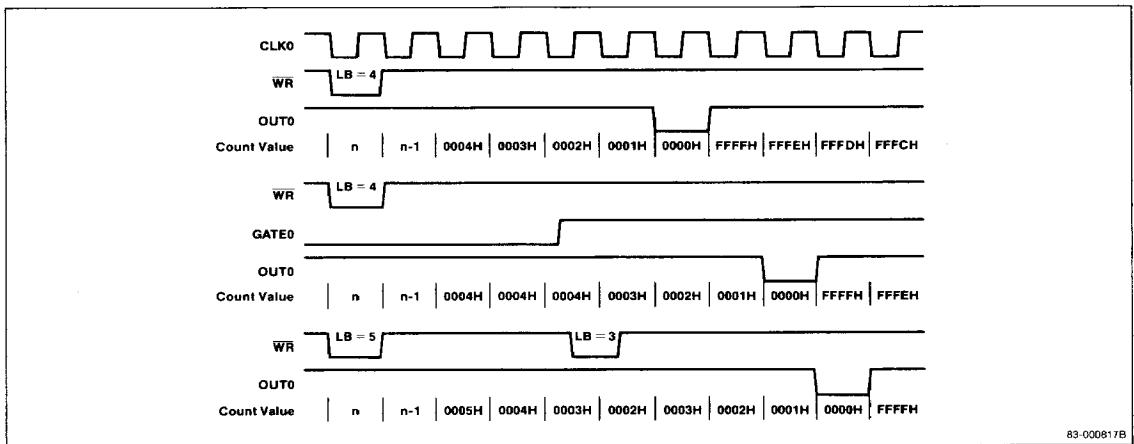 CLK0
WR LB = 4
OUT0
Count Value n n-1 0004H 0003H 0002H 0001H 0000H FFFFH FFFEH FFFDH FFFCH
WR LB = 4
GATE0
OUT0
Count Value n n-1 0004H 0004H 0004H 0003H 0002H 0001H 0000H FFFFH FFFEH
WR LB = 5 LB = 3
OUT0
Count Value n n-1 0005H 0004H 0003H 0002H 0003H 0002H 0001H 0000H FFFFH
83-000817B